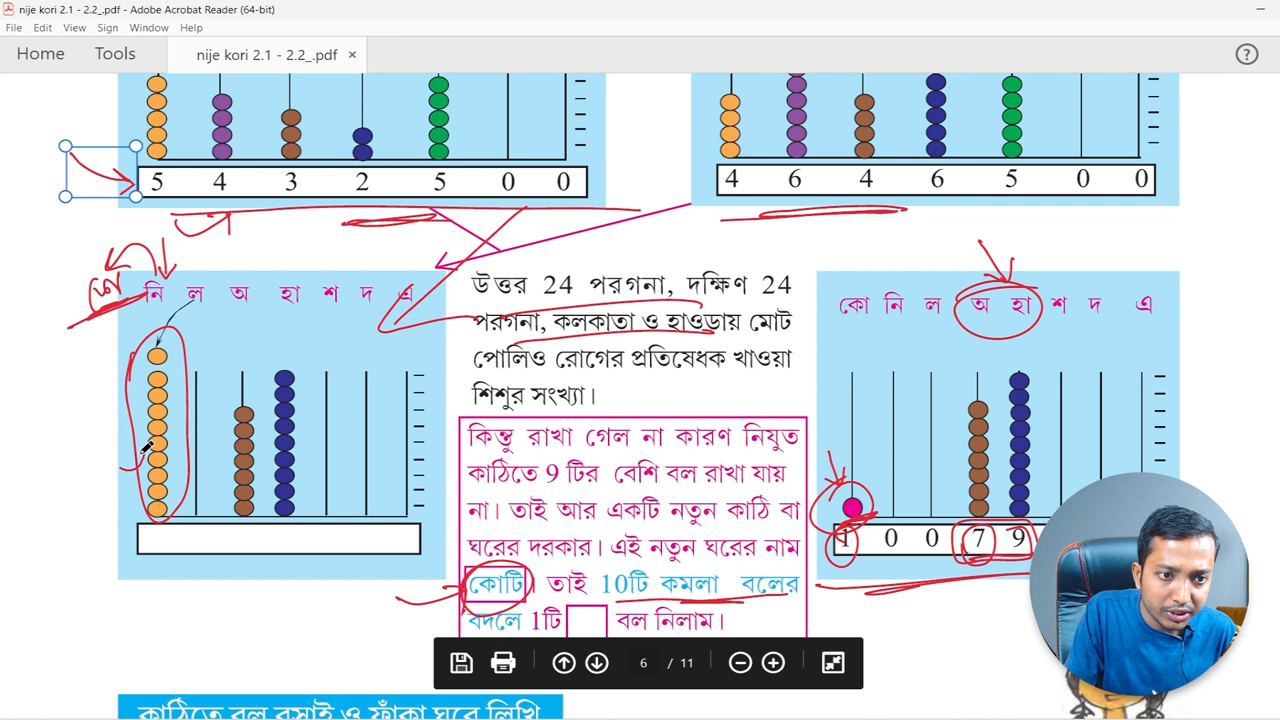 nije kori 2.1 - 2.2_.pdf - Adobe Acrobat Reader (64-bit)
File Edit View Sign Window Help
Home Tools nije kori 2.1 - 2.2_.pdf ×
5 4 3 2 5 0 0
4 6 4 6 5 0 0
নি ল অ হা শ দ এ
উত্তর 24 পরগনা, দক্ষিণ 24
পরগনা, কলকাতা ও হাওড়ায় মোট
পোলিও রোগের প্রতিষেধক খাওয়া
শিশুর সংখ্যা।
কিন্তু রাখা গেল না কারণ নিযুত
কাঠিতে 9 টির বেশি বল রাখা যায়
না। তাই আর একটি নতুন কাঠি বা
ঘরের দরকার। এই নতুন ঘরের নাম
কোটি। তাই 10টি কমলা বলের
বদলে 1টি বল নিলাম।
কো নি ল অ হা শ দ এ
1 0 0 7 9
6 / 11
কাঠিতে বল বসাই ও ফাঁকা ঘরে লিখি